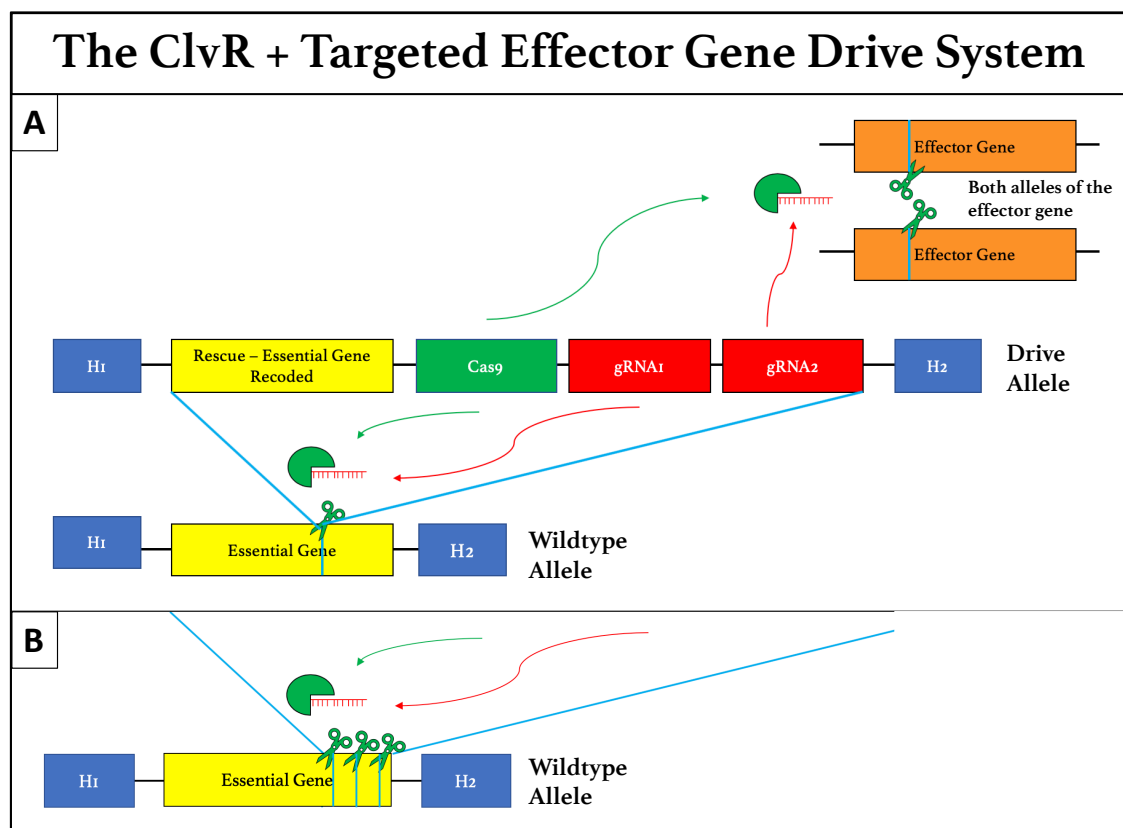 The ClvR + Targeted Effector Gene Drive System
A
Effector Gene
Both alleles of the
effector gene
Effector Gene
H1
Rescue – Essential Gene
Recoded
Cas9
gRNA1
gRNA2
H2
Drive
Allele
H1
Essential Gene
H2
Wildtype
Allele
B
H1
Essential Gene
H2
Wildtype
Allele